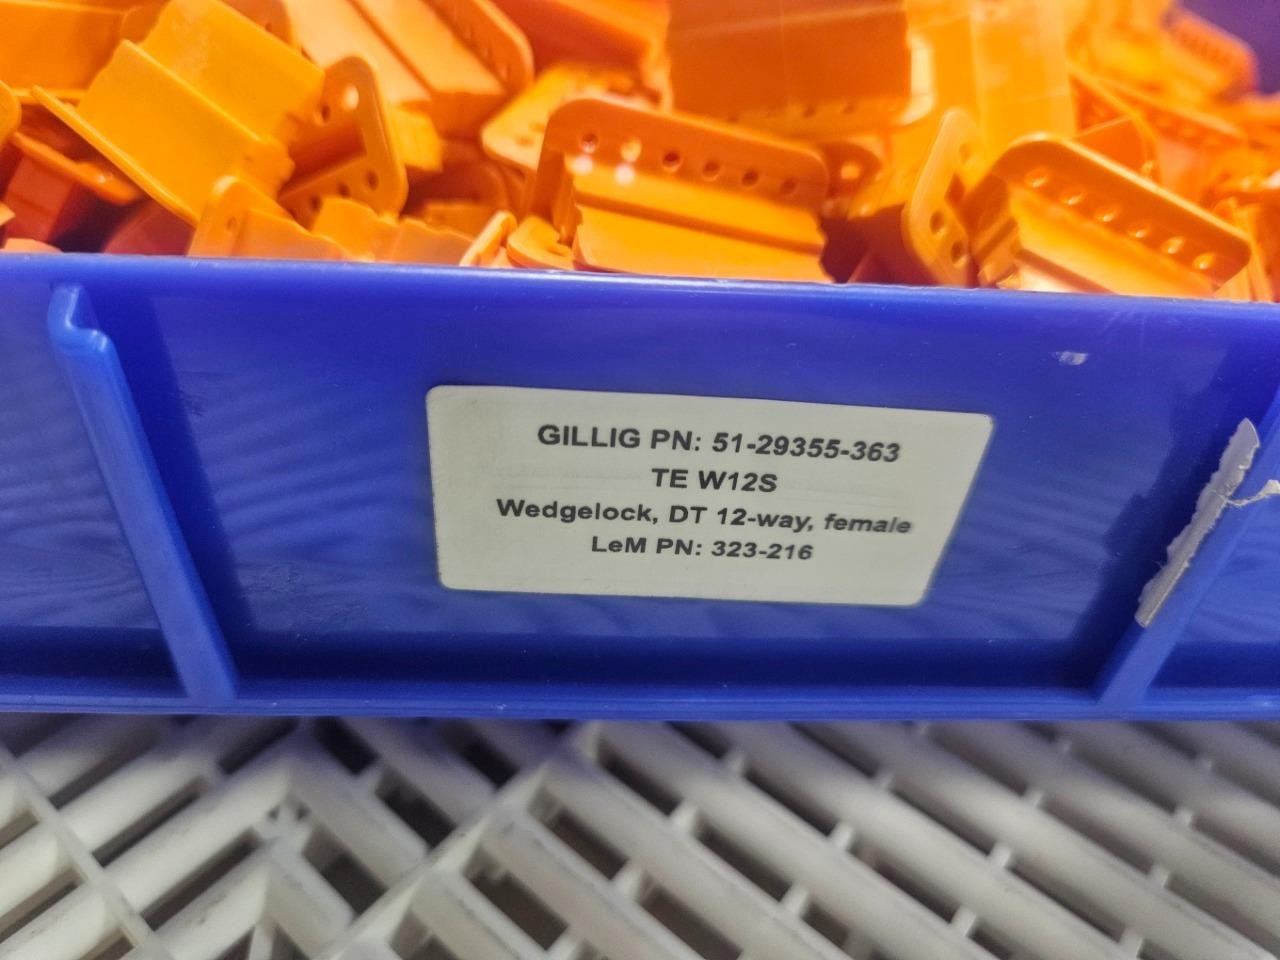 GILLIG PN: 51-29355-363
TE W12S
Wedgelock, DT 12-way, female
LeM PN: 323-216